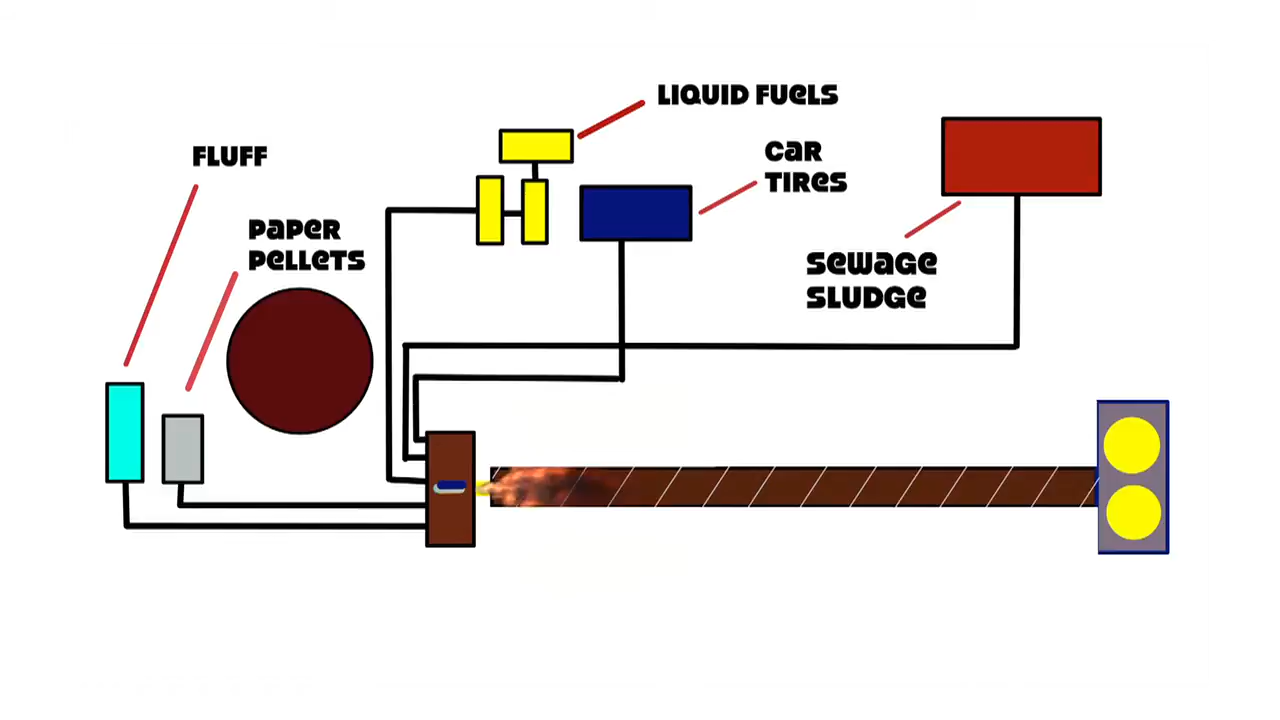 LIQUID FUELS
CAR
TIRES
FLUFF
PAPER
PELLETS
SEWAGE
SLUDGE